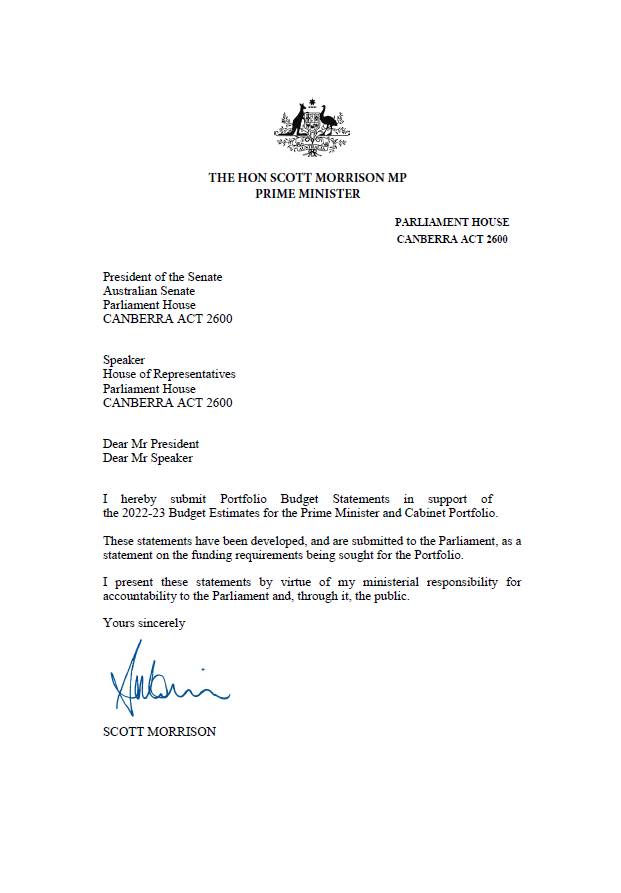 THE HON SCOTT MORRISON MP
PRIME MINISTER
PARLIAMENT HOUSE
CANBERRA ACT 2600
President of the Senate
Australian Senate
Parliament House
CANBERRA ACT 2600
Speaker
House of Representatives
Parliament House
CANBERRA ACT 2600
Dear Mr President
Dear Mr Speaker
I hereby submit Portfolio Budget Statements in support of
the 2022-23 Budget Estimates for the Prime Minister and Cabinet Portfolio.
These statements have been developed, and are submitted to the Parliament, as a
statement on the funding requirements being sought for the Portfolio.
I present these statements by virtue of my ministerial responsibility for
accountability to the Parliament and, through it, the public.
Yours sincerely
SCOTT MORRISON